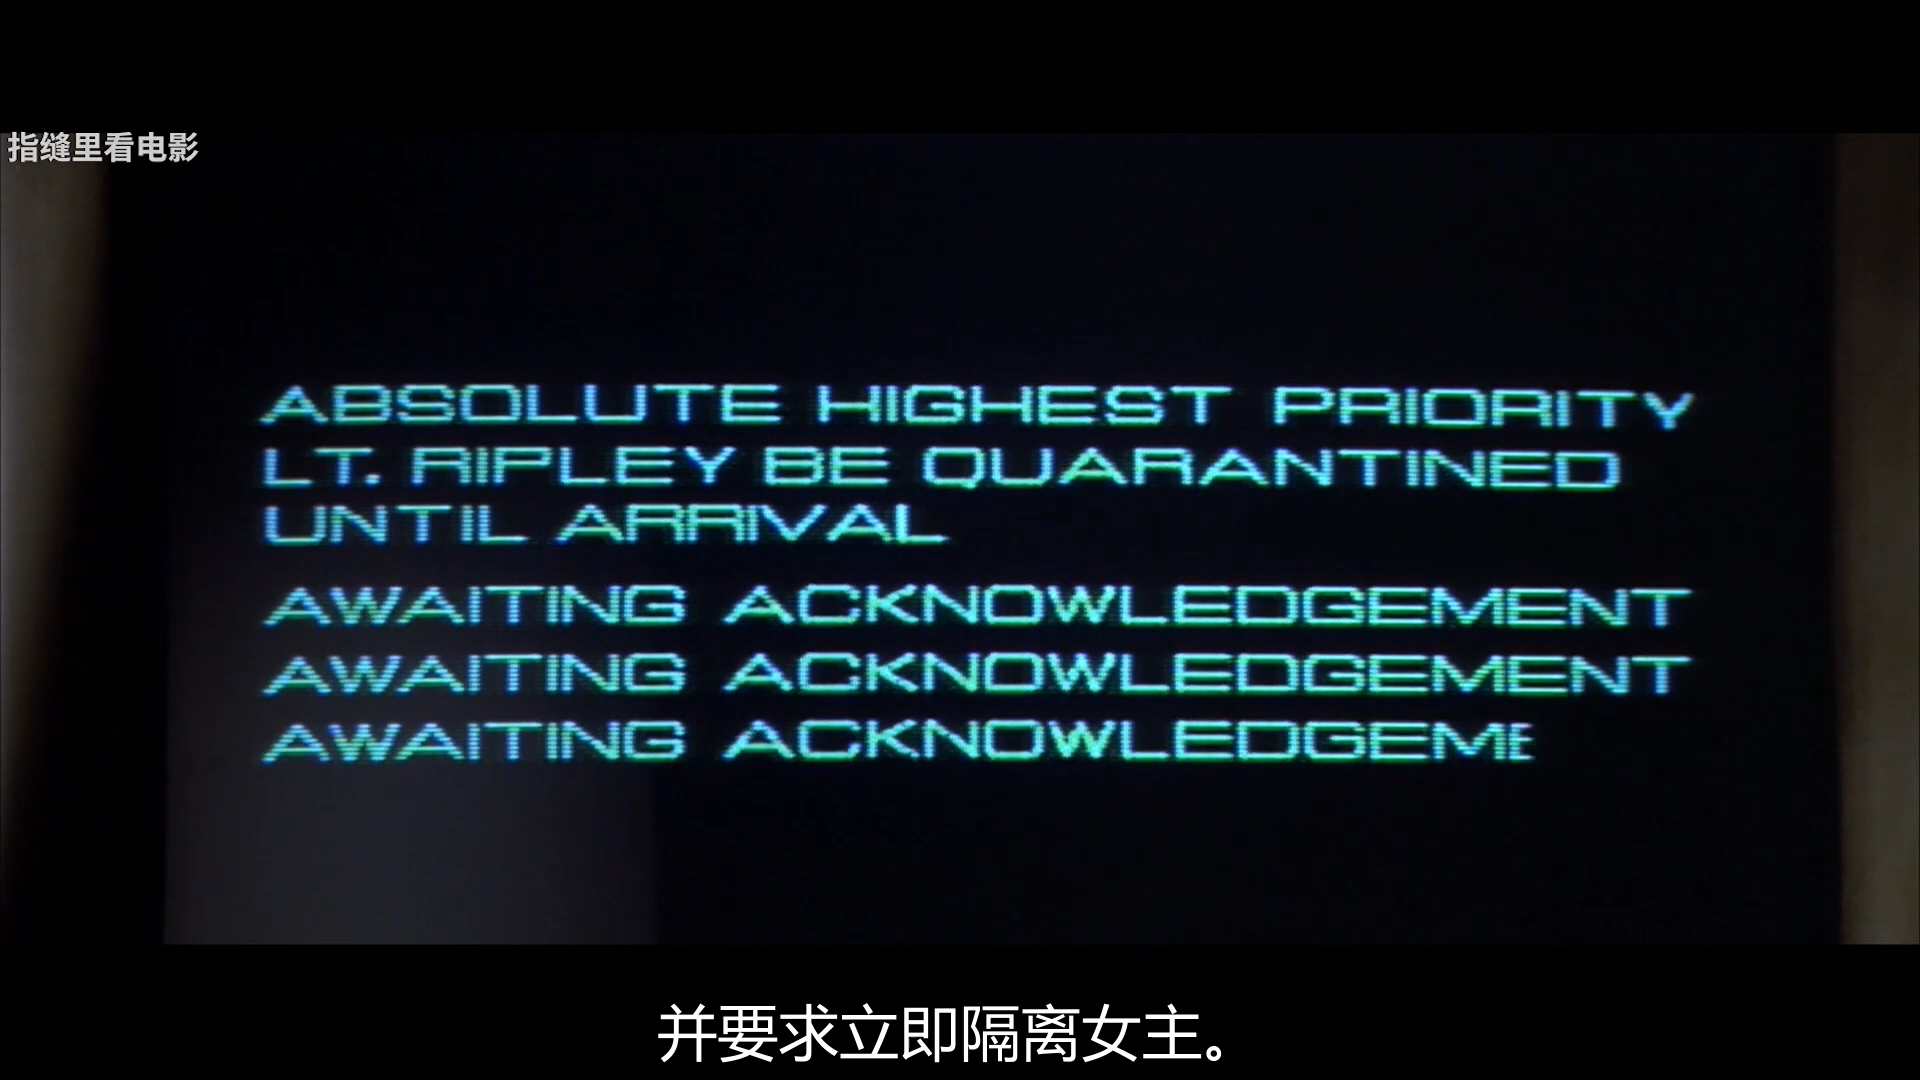 指缝里看电影
ABSOLUTE HIGHEST PRIORITY
LT. RIPLEY BE QUARANTINED
UNTIL ARRIVAL
AWAITING ACKNOWLEDGEMENT
AWAITING ACKNOWLEDGEMENT
AWAITING ACKNOWLEDGEME
并要求立即隔离女主。